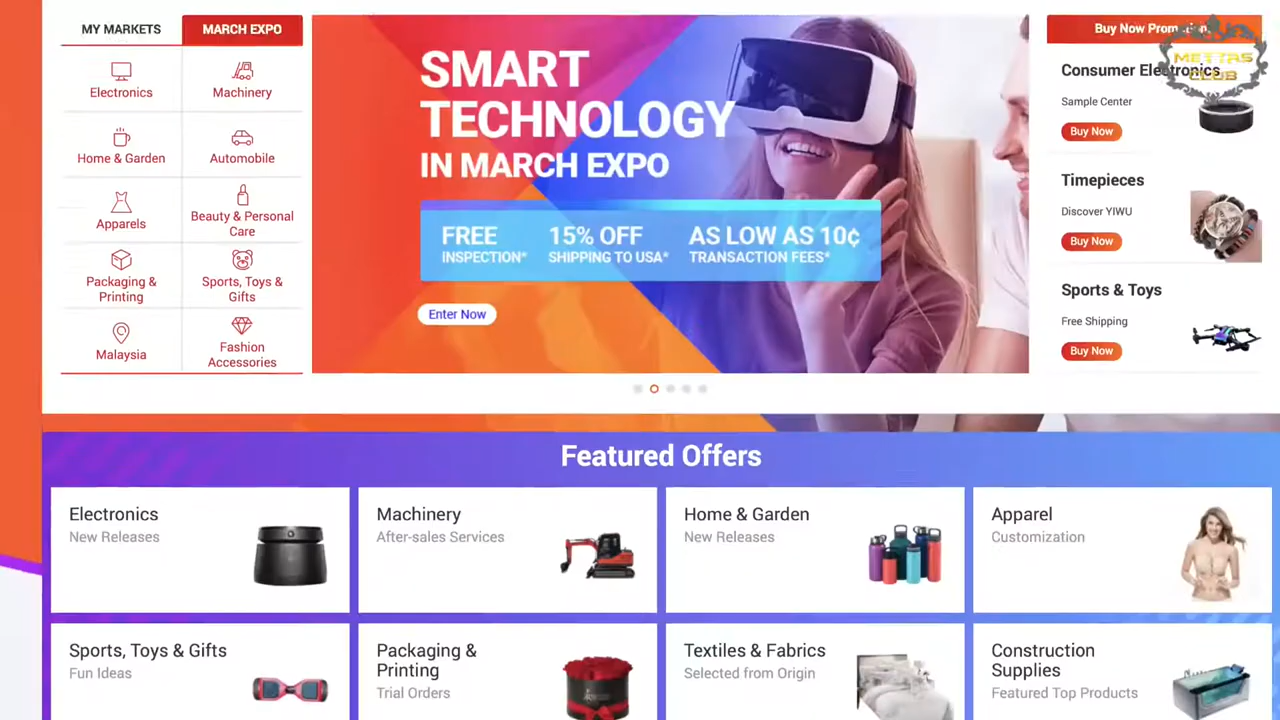 MY MARKETS
MARCH EXPO
Electronics
Machinery
Home & Garden
Automobile
Apparels
Beauty & Personal
Care
Packaging &
Printing
Sports, Toys &
Gifts
Malaysia
Fashion
Accessories
SMART
TECHNOLOGY
IN MARCH EXPO
FREE
INSPECTION*
15% OFF
SHIPPING TO USA*
AS LOW AS 10¢
TRANSACTION FEES*
Enter Now
Buy Now Promotion
METTAS
CLUB
Consumer Electronics
Sample Center
Buy Now
Timepieces
Discover YIWU
Buy Now
Sports & Toys
Free Shipping
Buy Now
Featured Offers
Electronics
New Releases
Machinery
After-sales Services
Home & Garden
New Releases
Apparel
Customization
Sports, Toys & Gifts
Fun Ideas
Packaging &
Printing
Trial Orders
Textiles & Fabrics
Selected from Origin
Construction
Supplies
Featured Top Products